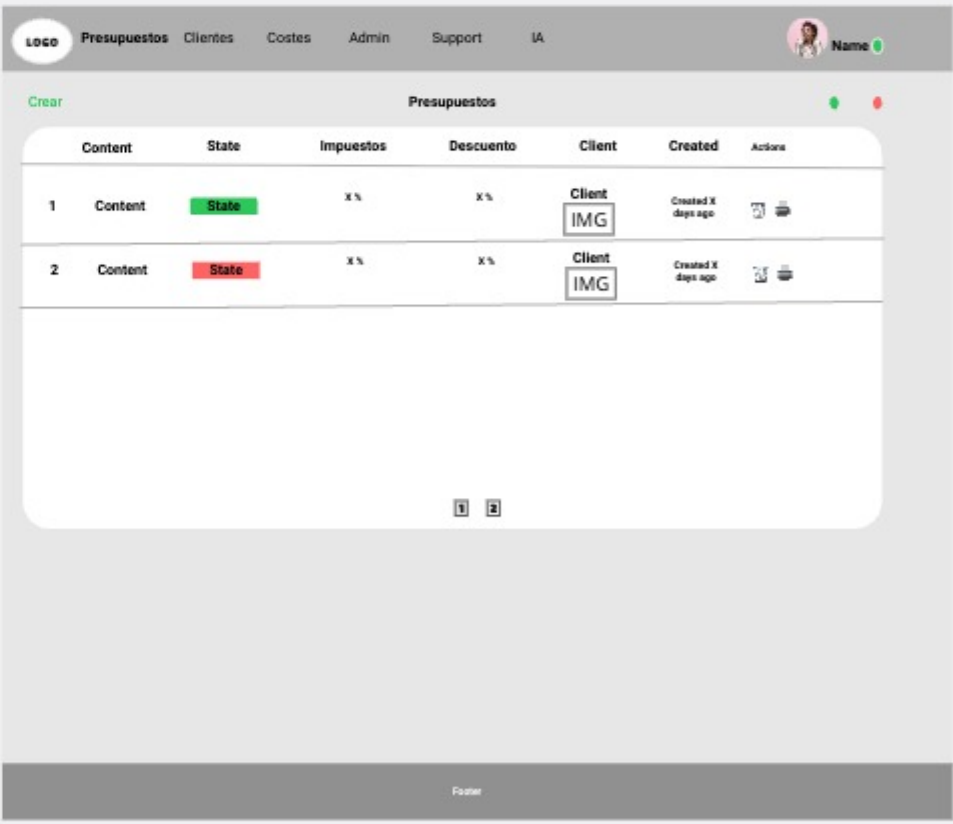 LOGO Presupuestos Clientes Costes Admin Support IA Name
Crear Presupuestos
Content State Impuestos Descuento Client Created Actions
1 Content State X % X % Client IMG Created X days ago
2 Content State X % X % Client IMG Created X days ago
1 2
Footer